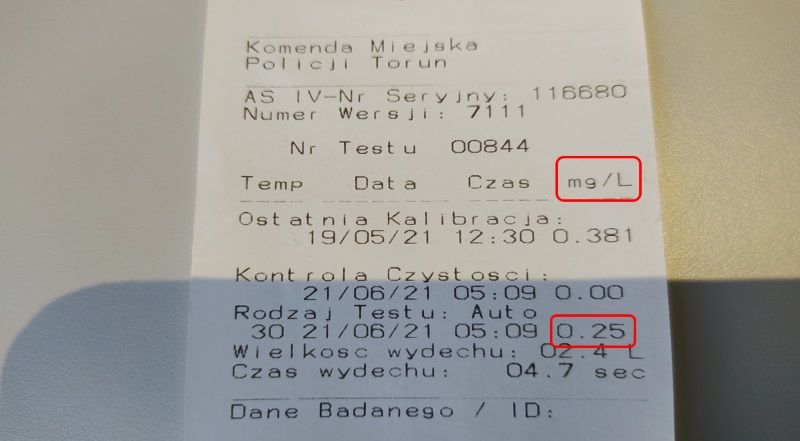 Komenda Miejska
Policji Torun
AS IV-Nr Seryjny: 116680
Numer Wersji: 7111
Nr Testu 00844
Temp Data Czas mg/L
Ostatnia Kalibracja:
19/05/21 12:30 0.381
Kontrola Czystosci:
21/06/21 05:09 0.00
Rodzaj Testu: Auto
30 21/06/21 05:09 0.25
Wielkosc wydechu: 02.4 L
Czas wydechu: 04.7 sec
Dane Badanego / ID: